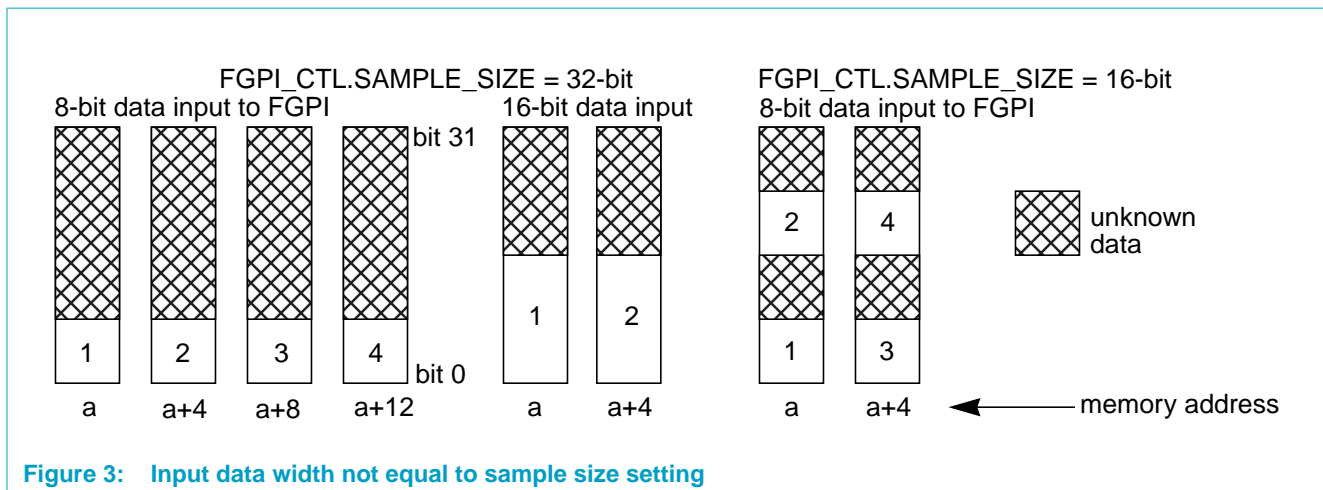 FGPI_CTL.SAMPLE_SIZE = 32-bit
8-bit data input to FGPI
16-bit data input
bit 31
1
2
3
4
bit 0
a
a+4
a+8
a+12
1
2
a
a+4
FGPI_CTL.SAMPLE_SIZE = 16-bit
8-bit data input to FGPI
2
4
1
3
a
a+4
unknown
data
memory address
Figure 3: Input data width not equal to sample size setting